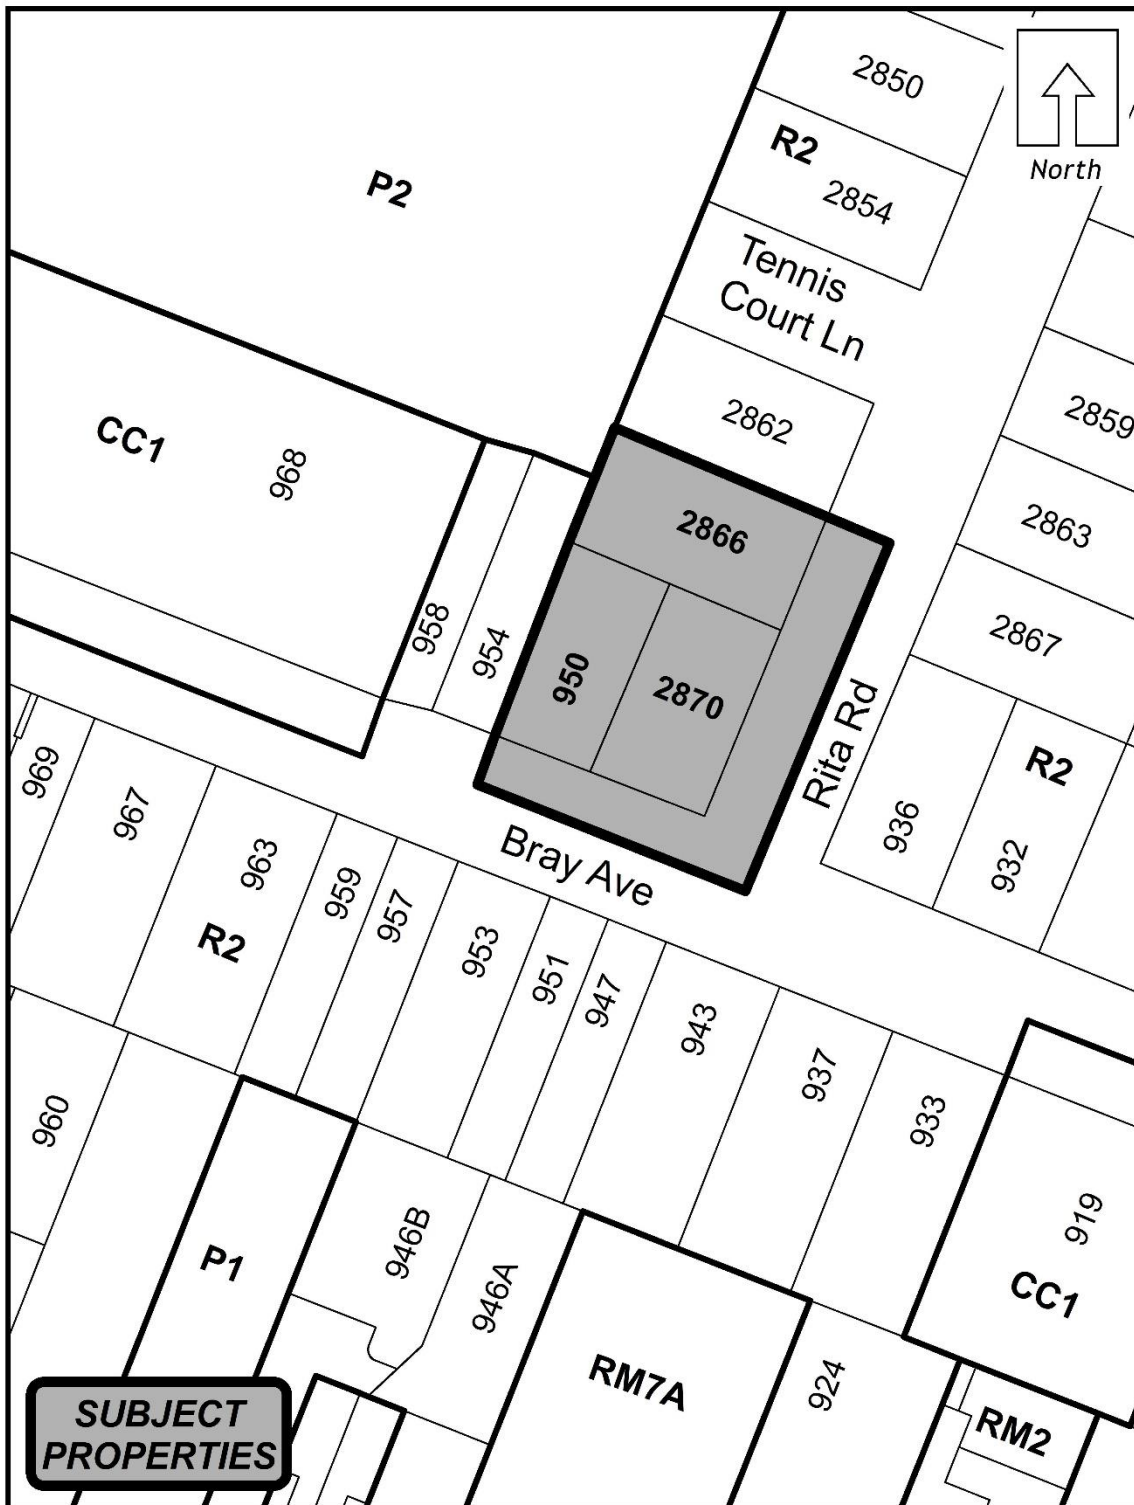 2850
R2
2854
North
P2
Tennis
Court Ln
2862
2859
CC1
968
2866
2863
958
954
950
2870
2867
Rita Rd
R2
936
932
969
967
963
959
957
Bray Ave
R2
953
951
947
943
937
933
960
P1
946B
946A
919
CC1
RM7A
924
RM2
SUBJECT
PROPERTIES